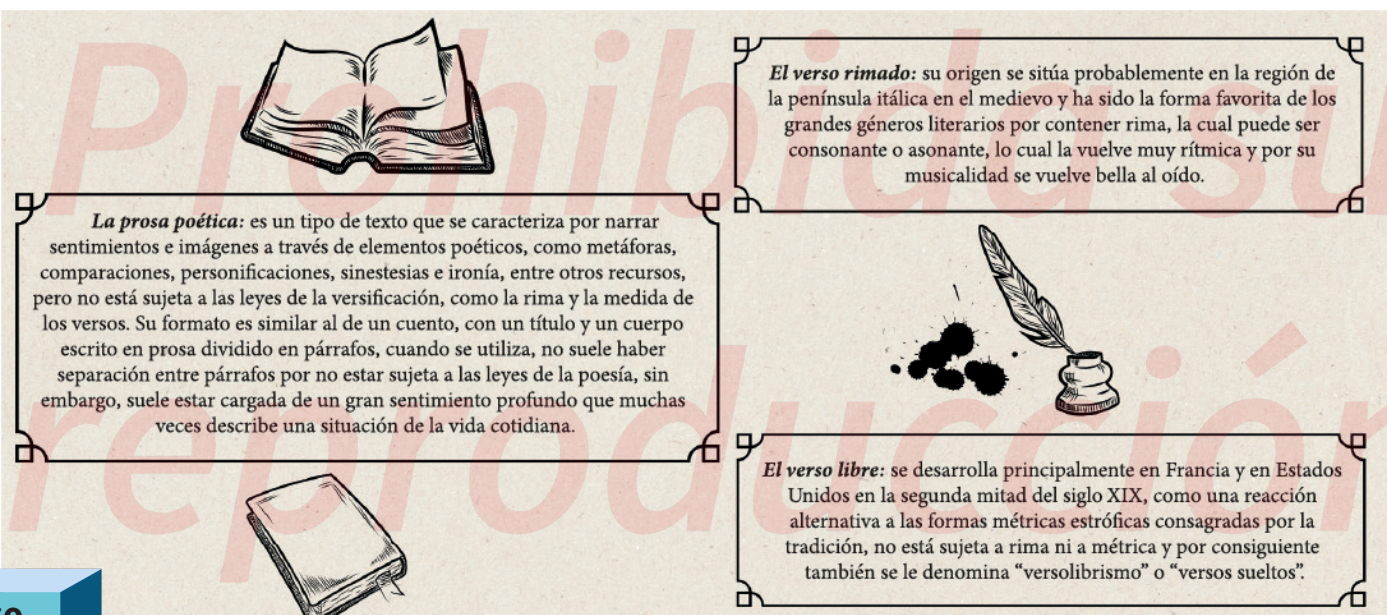 Prohibida su
reproducción
La prosa poética: es un tipo de texto que se caracteriza por narrar
sentimientos e imágenes a través de elementos poéticos, como metáforas,
comparaciones, personificaciones, sinestesias e ironía, entre otros recursos,
pero no está sujeta a las leyes de la versificación, como la rima y la medida de
los versos. Su formato es similar al de un cuento, con un título y un cuerpo
escrito en prosa dividido en párrafos, cuando se utiliza, no suele haber
separación entre párrafos por no estar sujeta a las leyes de la poesía, sin
embargo, suele estar cargada de un gran sentimiento profundo que muchas
veces describe una situación de la vida cotidiana.
El verso rimado: su origen se sitúa probablemente en la región de
la península itálica en el medievo y ha sido la forma favorita de los
grandes géneros literarios por contener rima, la cual puede ser
consonante o asonante, lo cual la vuelve muy rítmica y por su
musicalidad se vuelve bella al oído.
El verso libre: se desarrolla principalmente en Francia y en Estados
Unidos en la segunda mitad del siglo XIX, como una reacción
alternativa a las formas métricas estróficas consagradas por la
tradición, no está sujeta a rima ni a métrica y por consiguiente
también se le denomina “versolibrismo” o “versos sueltos”.